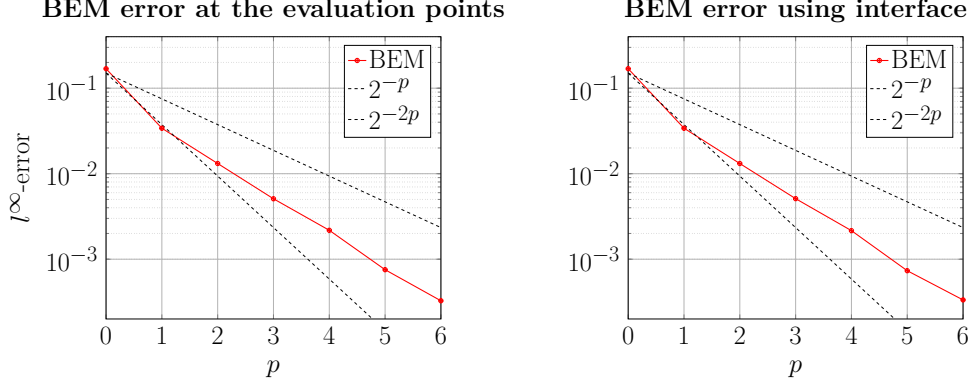 BEM error at the evaluation points
BEM
2^{-p}
2^{-2p}
10^{-1}
10^{-2}
10^{-3}
l^∞-error
0 1 2 3 4 5 6
p
BEM error using interface
BEM
2^{-p}
2^{-2p}
10^{-1}
10^{-2}
10^{-3}
0 1 2 3 4 5 6
p